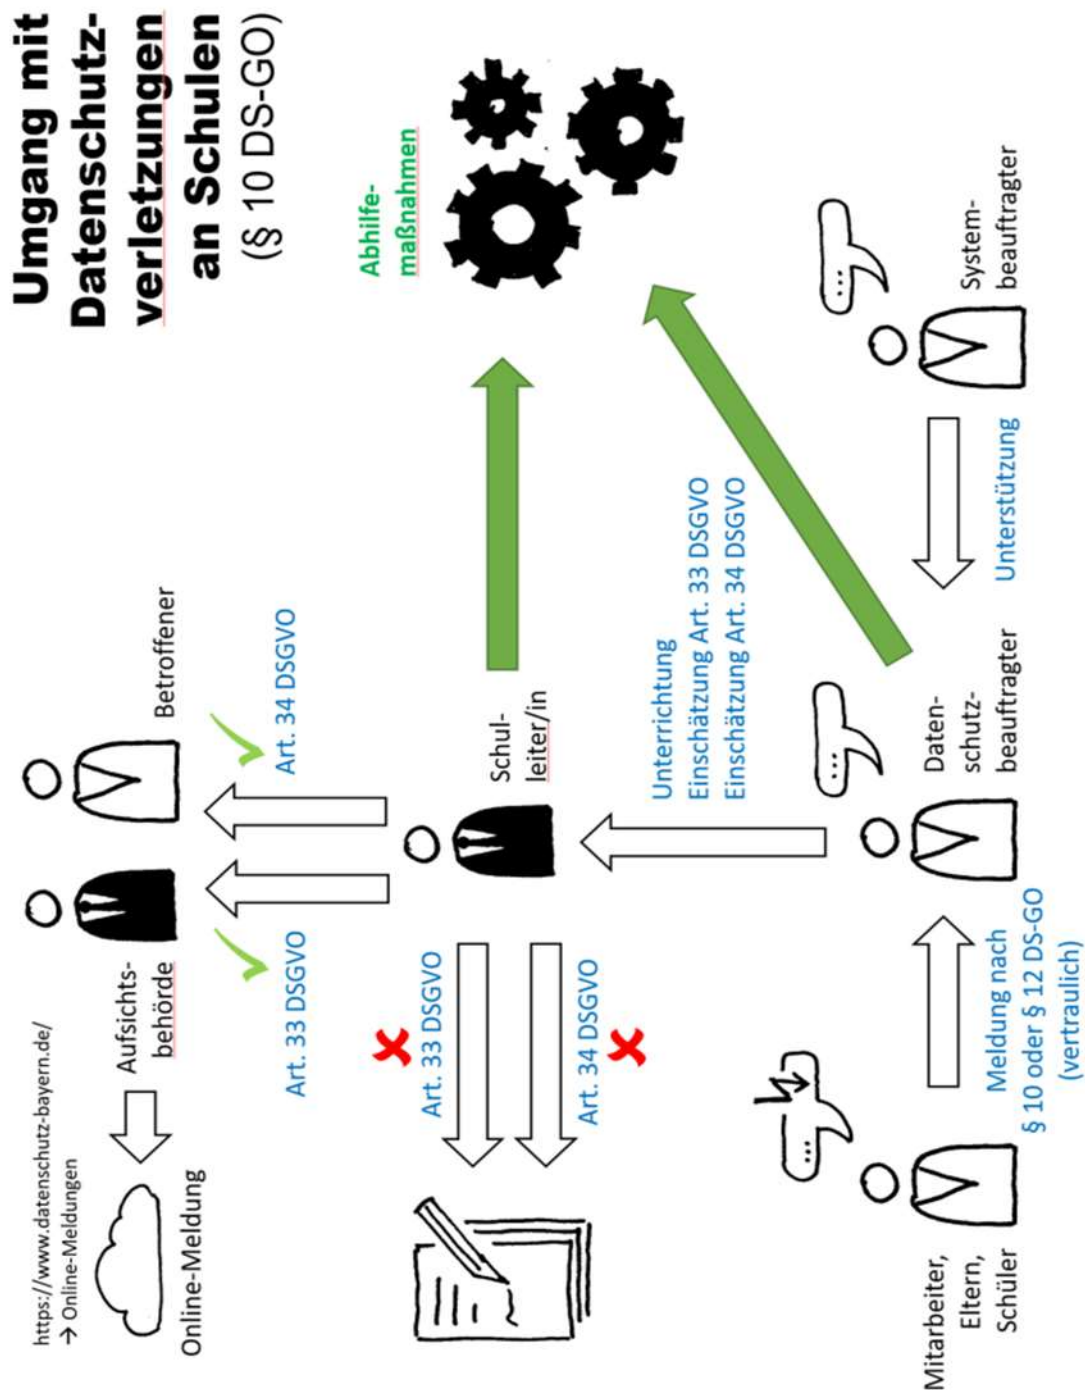 Umgang mit
Datenschutz-
verletzungen
an Schulen
(§ 10 DS-GO)
https://www.datenschutz-bayern.de/
→ Online-Meldungen
Online-Meldung
Aufsichts-
behörde
Betroffener
Art. 33 DSGVO
Art. 34 DSGVO
Abhilfe-
maßnahmen
Art. 33 DSGVO
Art. 34 DSGVO
Schul-
leiter/in
Unterrichtung
Einschätzung Art. 33 DSGVO
Einschätzung Art. 34 DSGVO
...
Mitarbeiter,
Eltern,
Schüler
Meldung nach
§ 10 oder § 12 DS-GO
(vertraulich)
...
Daten-
schutz-
beauftragter
Unterstützung
...
System-
beauftragter